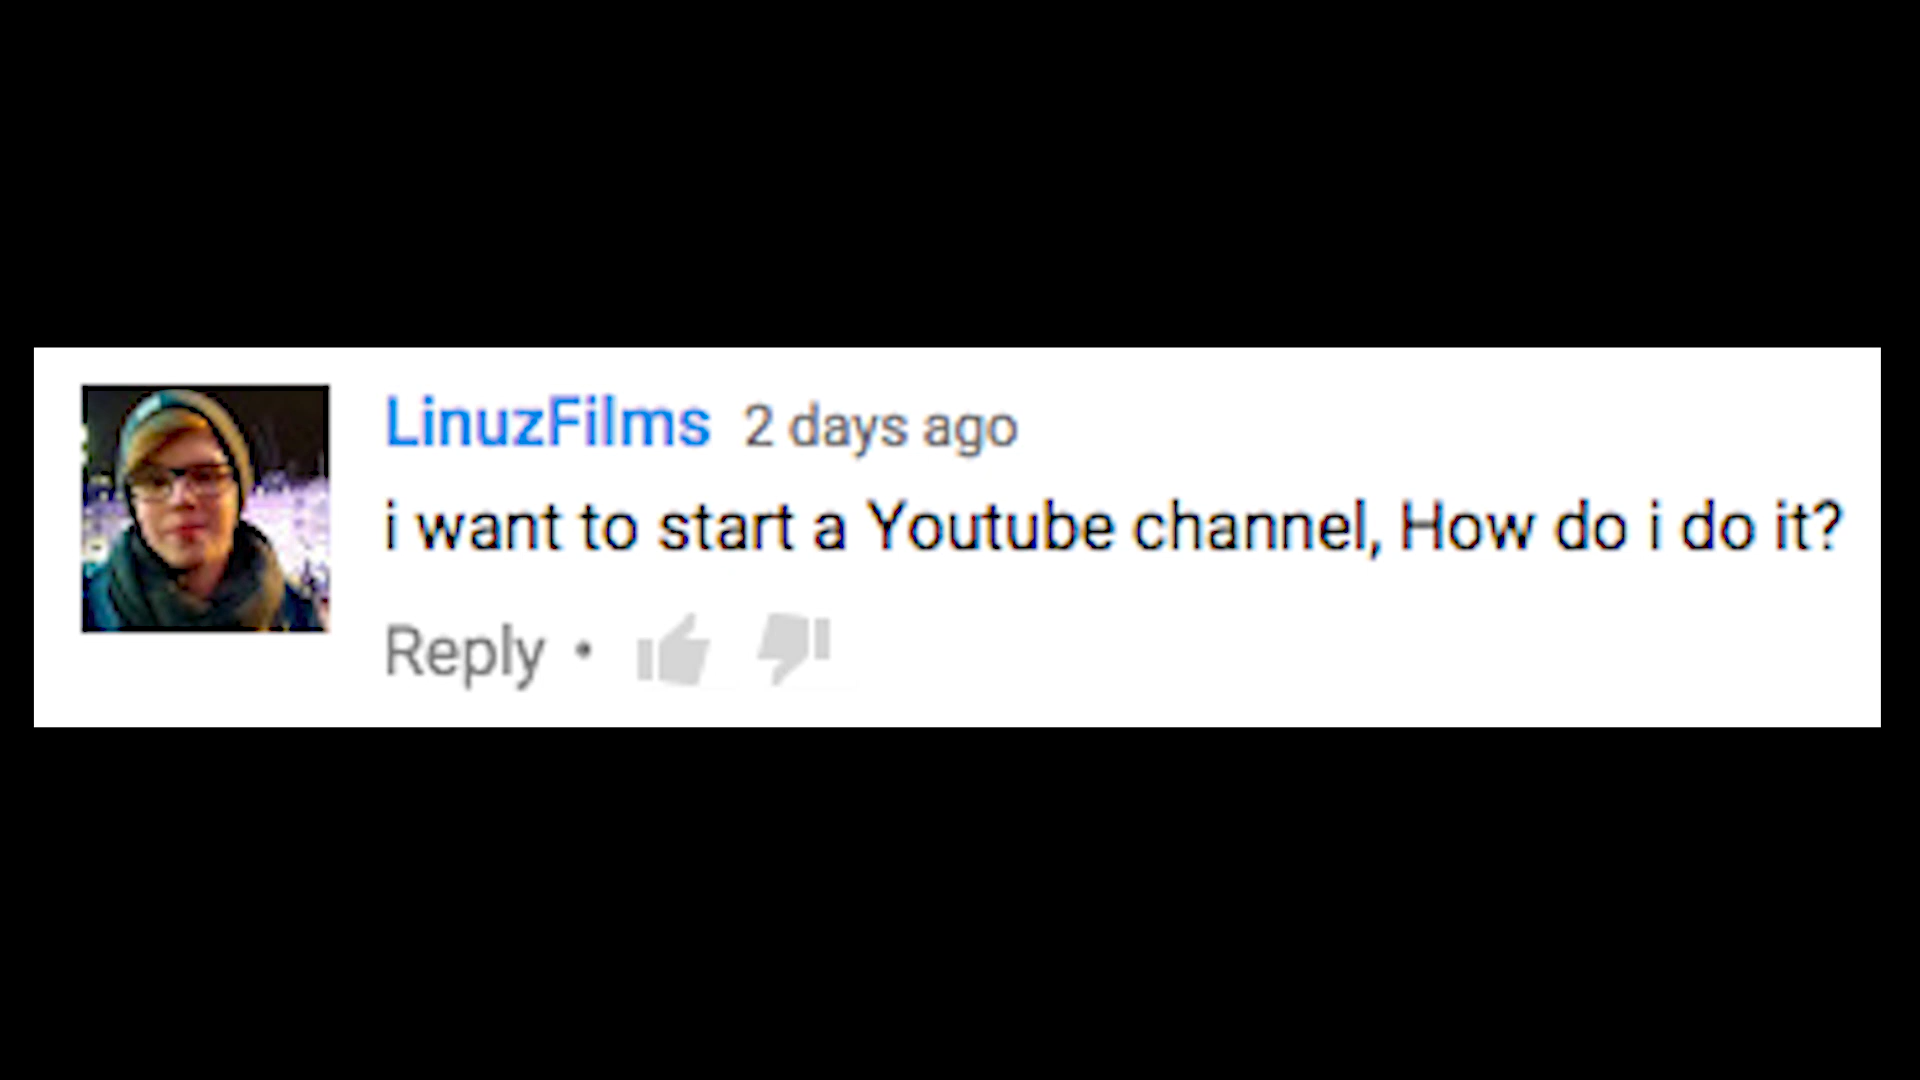 LinuzFilms 2 days ago
i want to start a Youtube channel, How do i do it?
Reply •